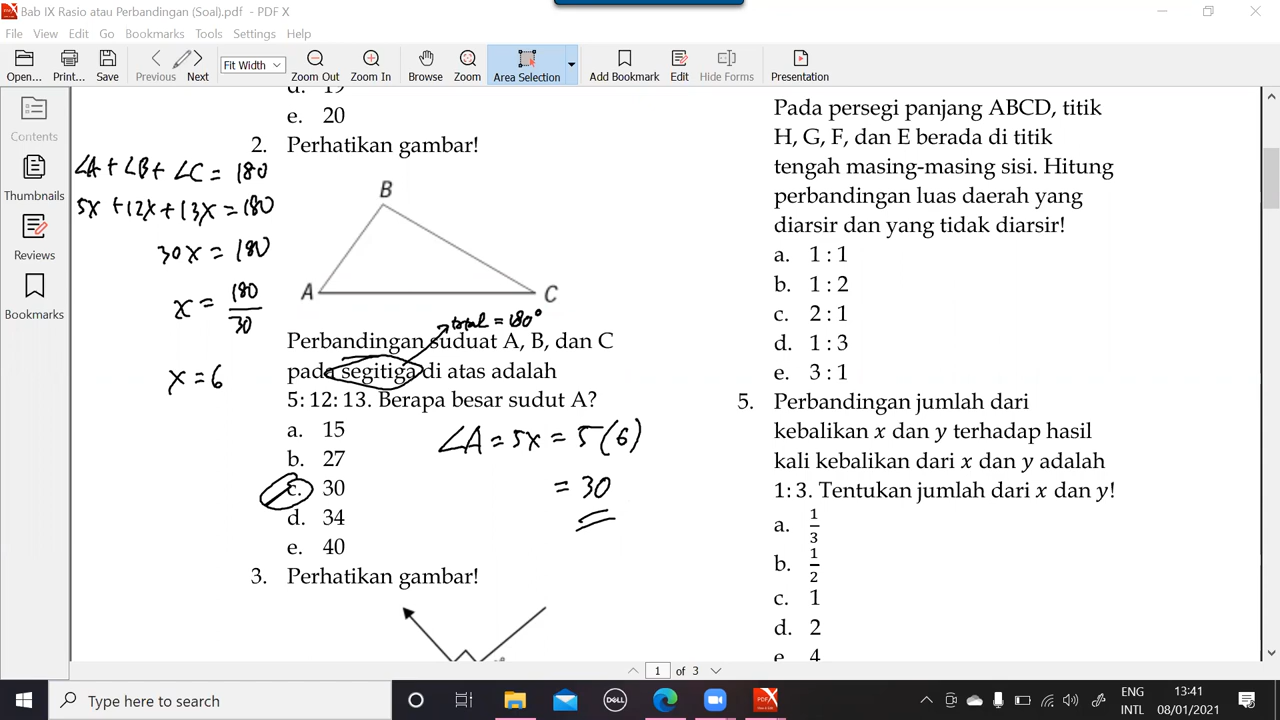 Bab IX Rasio atau Perbandingan (Soal).pdf - PDF X
File View Edit Go Bookmarks Tools Settings Help
Open... Print... Save Previous Next Fit Width Zoom Out Zoom In Browse Zoom Area Selection Add Bookmark Edit Hide Forms Presentation
Contents
Thumbnails
Reviews
Bookmarks
d. 19
e. 20
2. Perhatikan gambar!
∠A + ∠B + ∠C = 180
5x + 12x + 13x = 180
30x = 180
x = 180/30
x = 6
B
A
C
total = 180°
Perbandingan suduat A, B, dan C
pada segitiga di atas adalah
5: 12: 13. Berapa besar sudut A?
a. 15
b. 27
c. 30
d. 34
e. 40
∠A = 5x = 5(6)
= 30
3. Perhatikan gambar!
Pada persegi panjang ABCD, titik
H, G, F, dan E berada di titik
tengah masing-masing sisi. Hitung
perbandingan luas daerah yang
diarsir dan yang tidak diarsir!
a. 1 : 1
b. 1 : 2
c. 2 : 1
d. 1 : 3
e. 3 : 1
5. Perbandingan jumlah dari
kebalikan x dan y terhadap hasil
kali kebalikan dari x dan y adalah
1: 3. Tentukan jumlah dari x dan y!
a. 1/3
b. 1/2
c. 1
d. 2
e. 4
1 of 3
Type here to search
DELL
PDF X
ENG
INTL
13:41
08/01/2021